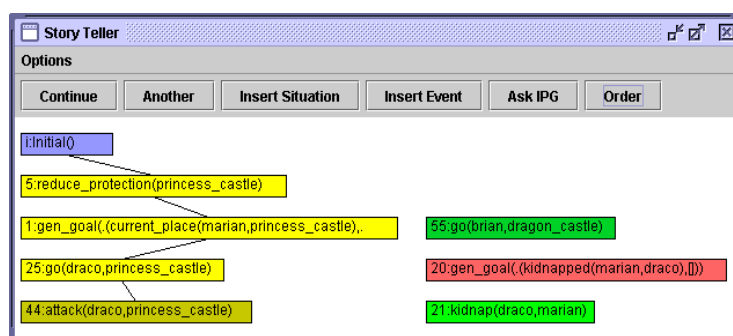 Story Teller
Options
Continue Another Insert Situation Insert Event Ask IPG Order
i:Initial()
5:reduce_protection(princess_castle)
1:gen_goal(.(current_place(marian,princess_castle),.
55:go(brian,dragon_castle)
25:go(draco,princess_castle)
20:gen_goal(.(kidnapped(marian,draco),[]))
44:attack(draco,princess_castle)
21:kidnap(draco,marian)